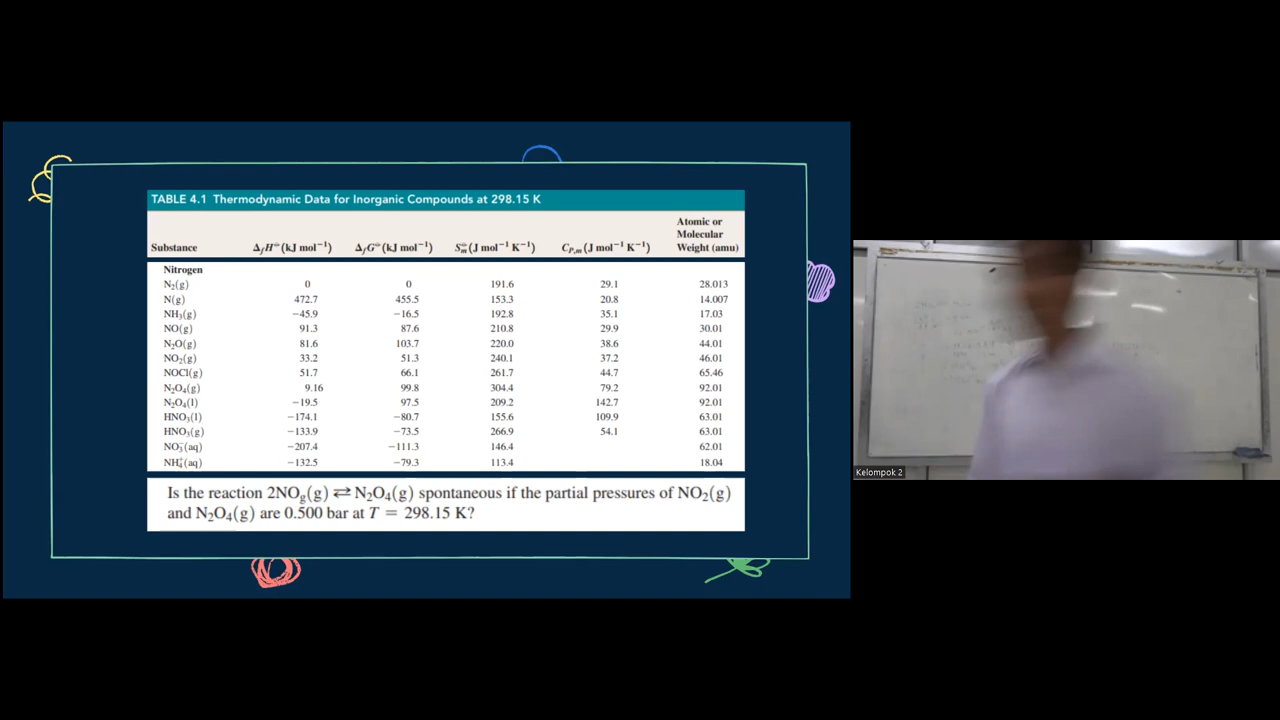 TABLE 4.1 Thermodynamic Data for Inorganic Compounds at 298.15 K
Substance ΔfH°(kJ mol⁻¹) ΔfG°(kJ mol⁻¹) S°m(J mol⁻¹ K⁻¹) CP,m(J mol⁻¹ K⁻¹) Atomic or Molecular Weight (amu)
Nitrogen
N₂(g) 0 0 191.6 29.1 28.013
N(g) 472.7 455.5 153.3 20.8 14.007
NH₃(g) −45.9 −16.5 192.8 35.1 17.03
NO(g) 91.3 87.6 210.8 29.9 30.01
N₂O(g) 81.6 103.7 220.0 38.6 44.01
NO₂(g) 33.2 51.3 240.1 37.2 46.01
NOCl(g) 51.7 66.1 261.7 44.7 65.46
N₂O₄(g) 9.16 99.8 304.4 79.2 92.01
N₂O₄(l) −19.5 97.5 209.2 142.7 92.01
HNO₃(l) −174.1 −80.7 155.6 109.9 63.01
HNO₃(g) −133.9 −73.5 266.9 54.1 63.01
NO₃⁻(aq) −207.4 −111.3 146.4 62.01
NH₄⁺(aq) −132.5 −79.3 113.4 18.04
Is the reaction 2NOg(g) ⇄ N₂O₄(g) spontaneous if the partial pressures of NO₂(g)
and N₂O₄(g) are 0.500 bar at T = 298.15 K?
Kelompok 2